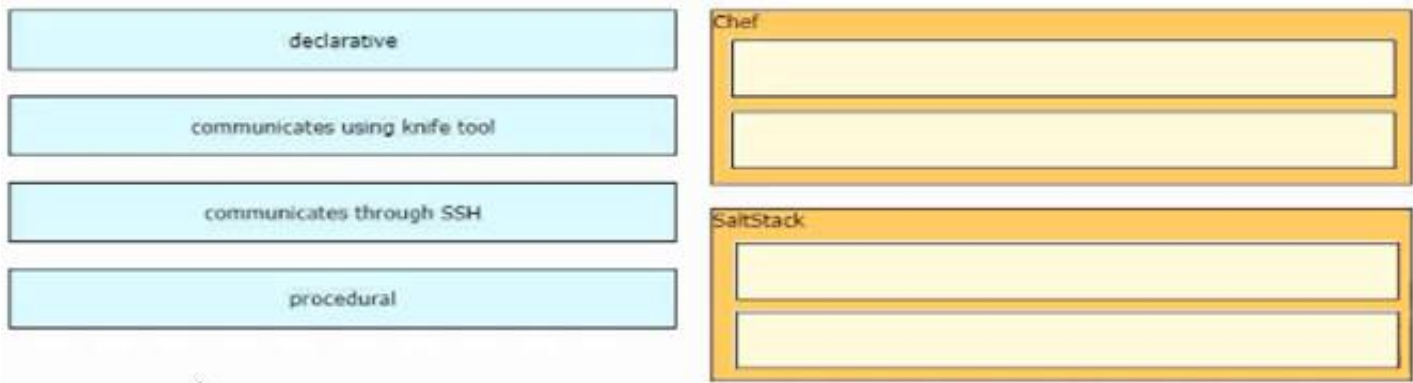 declarative
communicates using knife tool
communicates through SSH
procedural
Chef
SaltStack